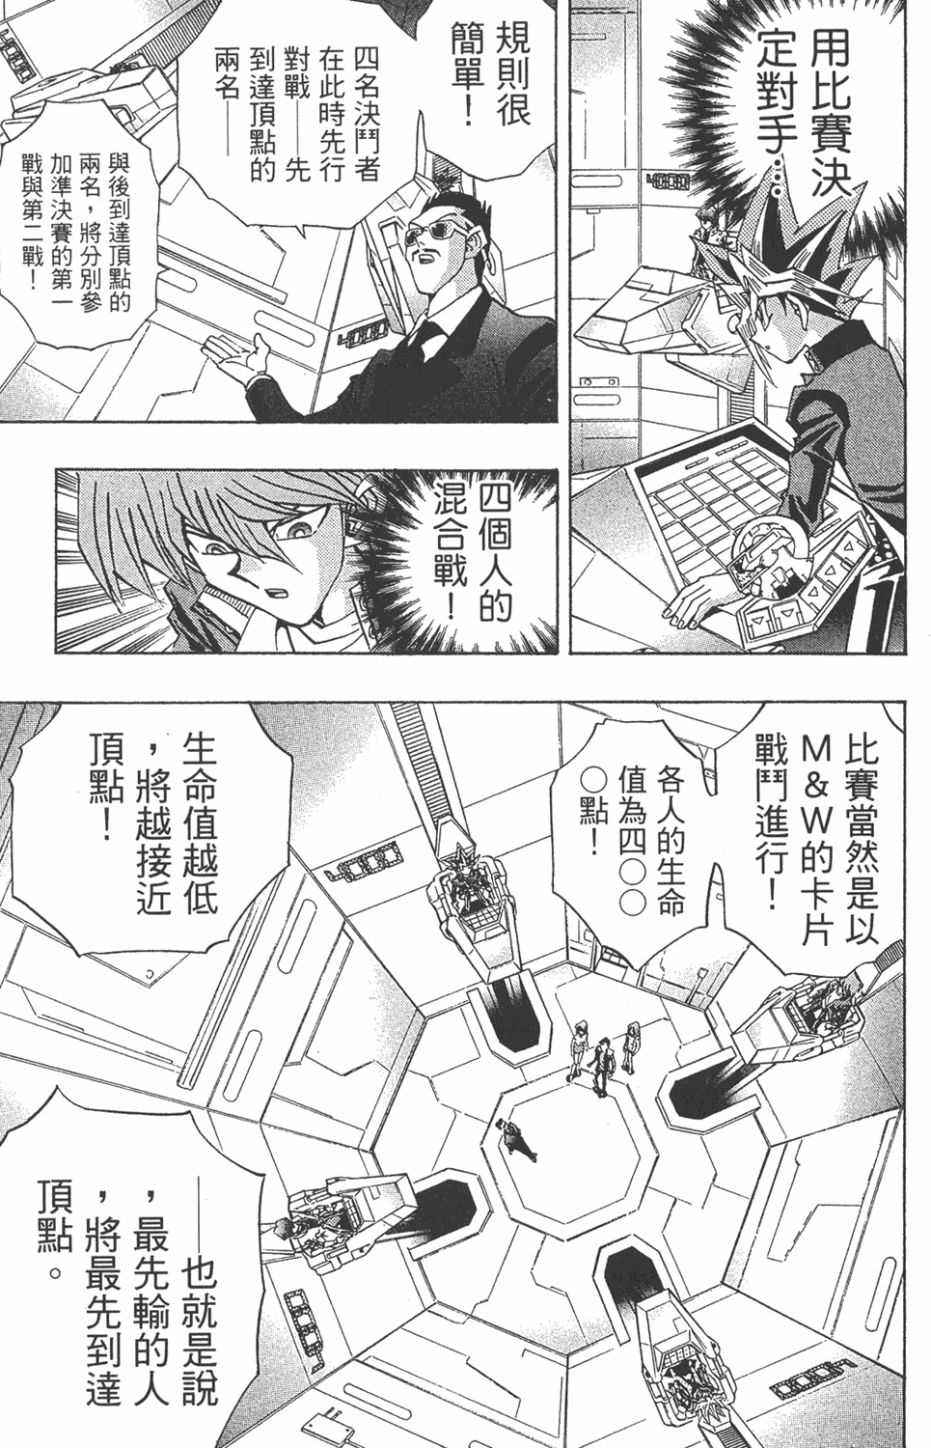 用比賽決
定對手⋯⋯
規則很
簡單！
四名決鬥者
在此時先行
對戰——先
到達頂點的
兩名——
與後到達頂點的
兩名，將分別參
加準決賽的第一
戰與第二戰！
四個人的
混合戰！
比賽當然是以
M&W的卡片
戰鬥進行！
各人的生命
值為四○○
○點！
生命值越低
，將越接近
頂點！
——也就是說
，最先輸的人
，將最先到達
頂點。
4000
4000
4000
4000